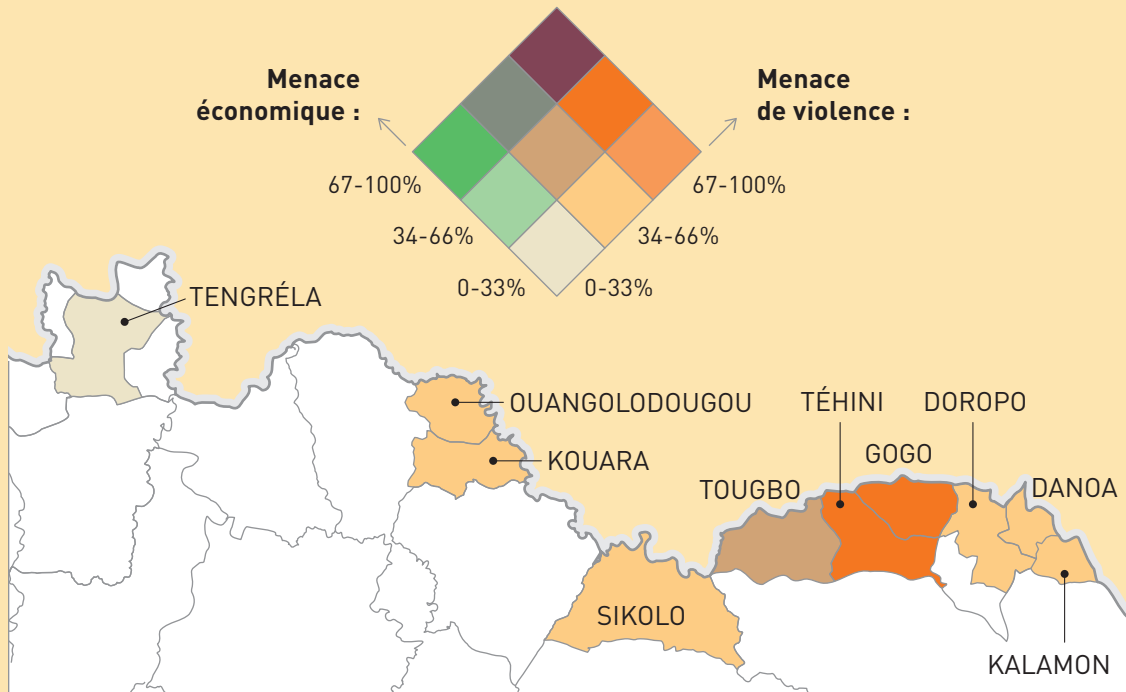 Menace
économique :
Menace
de violence :
67-100%
67-100%
34-66%
34-66%
0-33%
0-33%
TENGRÉLA
OUANGOLODOUGOU
TÉHINI
DOROPO
KOUARA
GOGO
TOUGBO
DANOA
SIKOLO
KALAMON